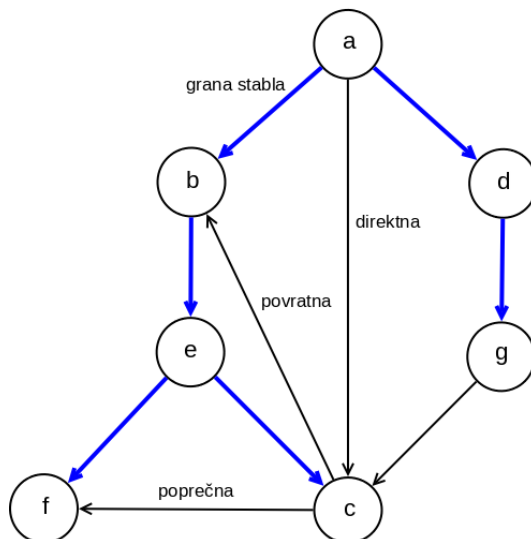 a
grana stabla
b
d
direktna
povratna
e
g
poprečna
f
c